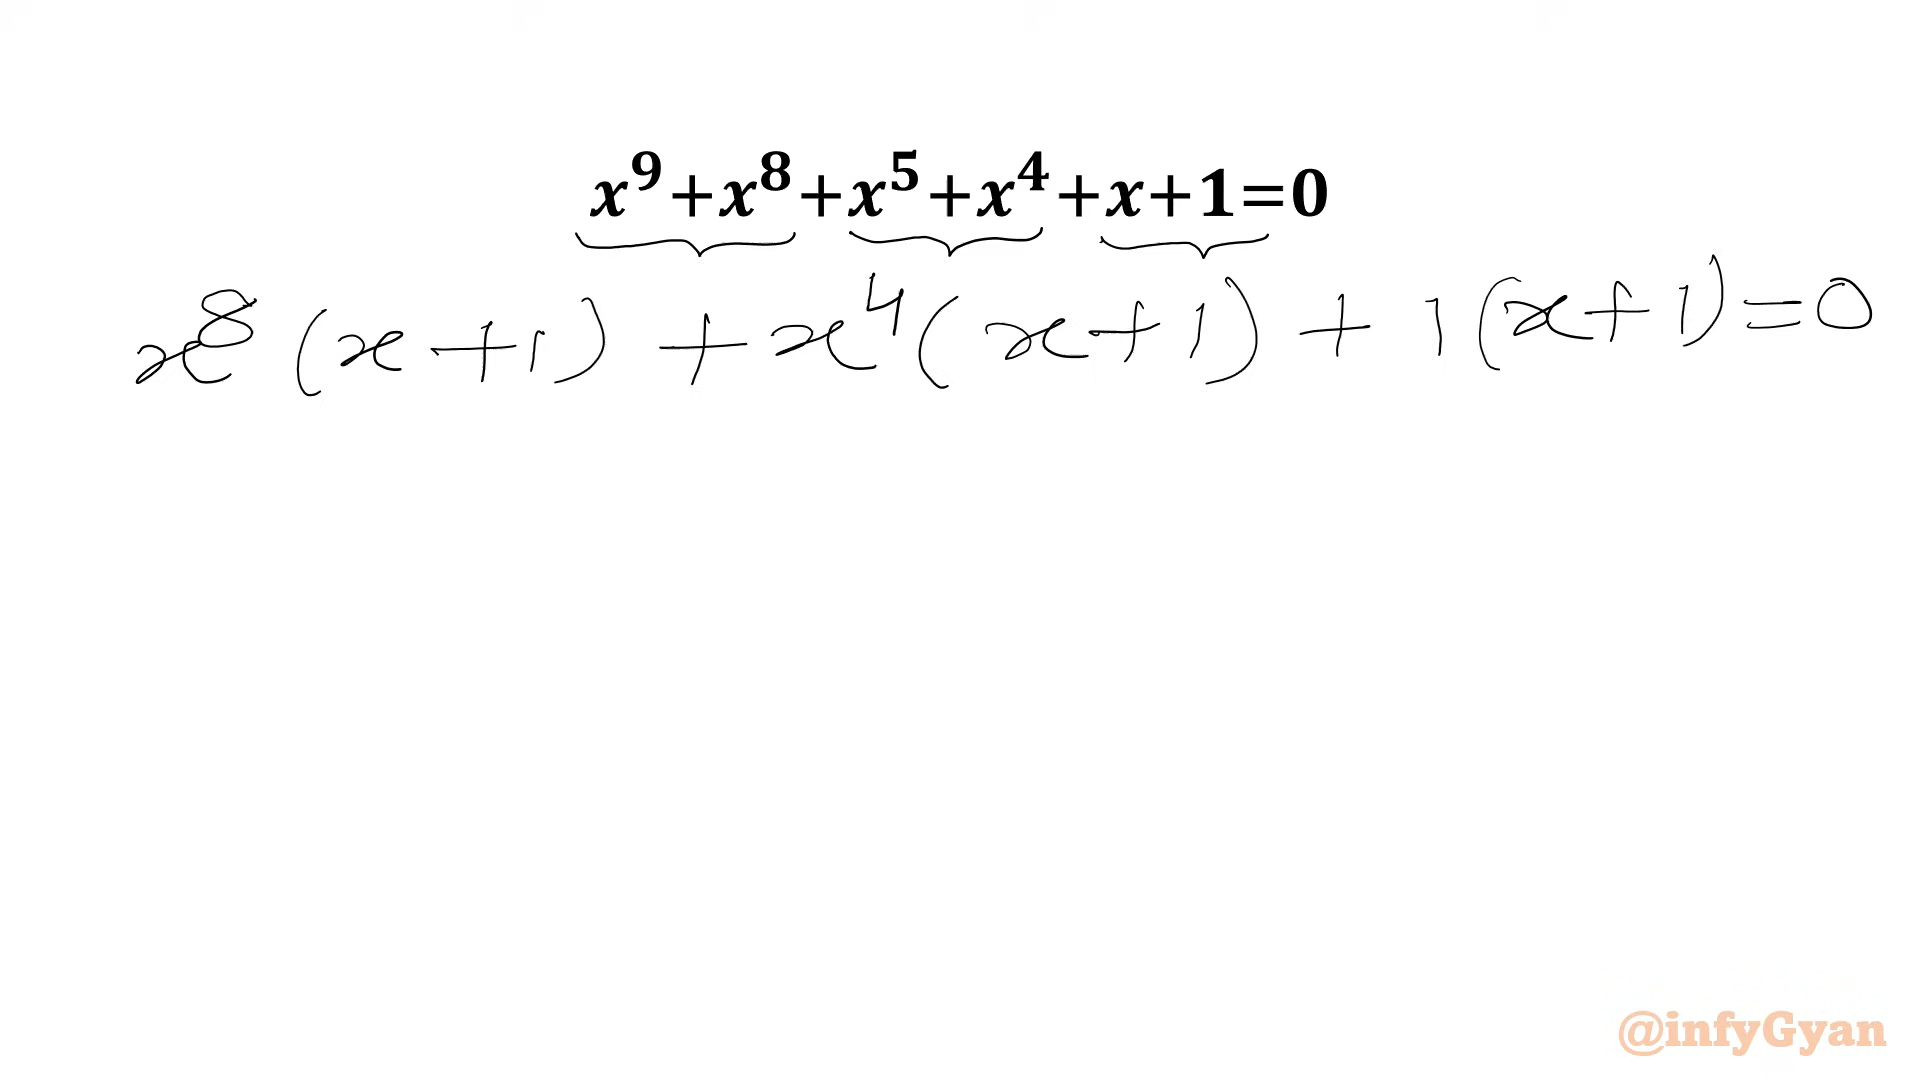 x⁹+x⁸+x⁵+x⁴+x+1=0
x⁸(x+1)+x⁴(x+1)+1(x+1)=0
@infyGyan